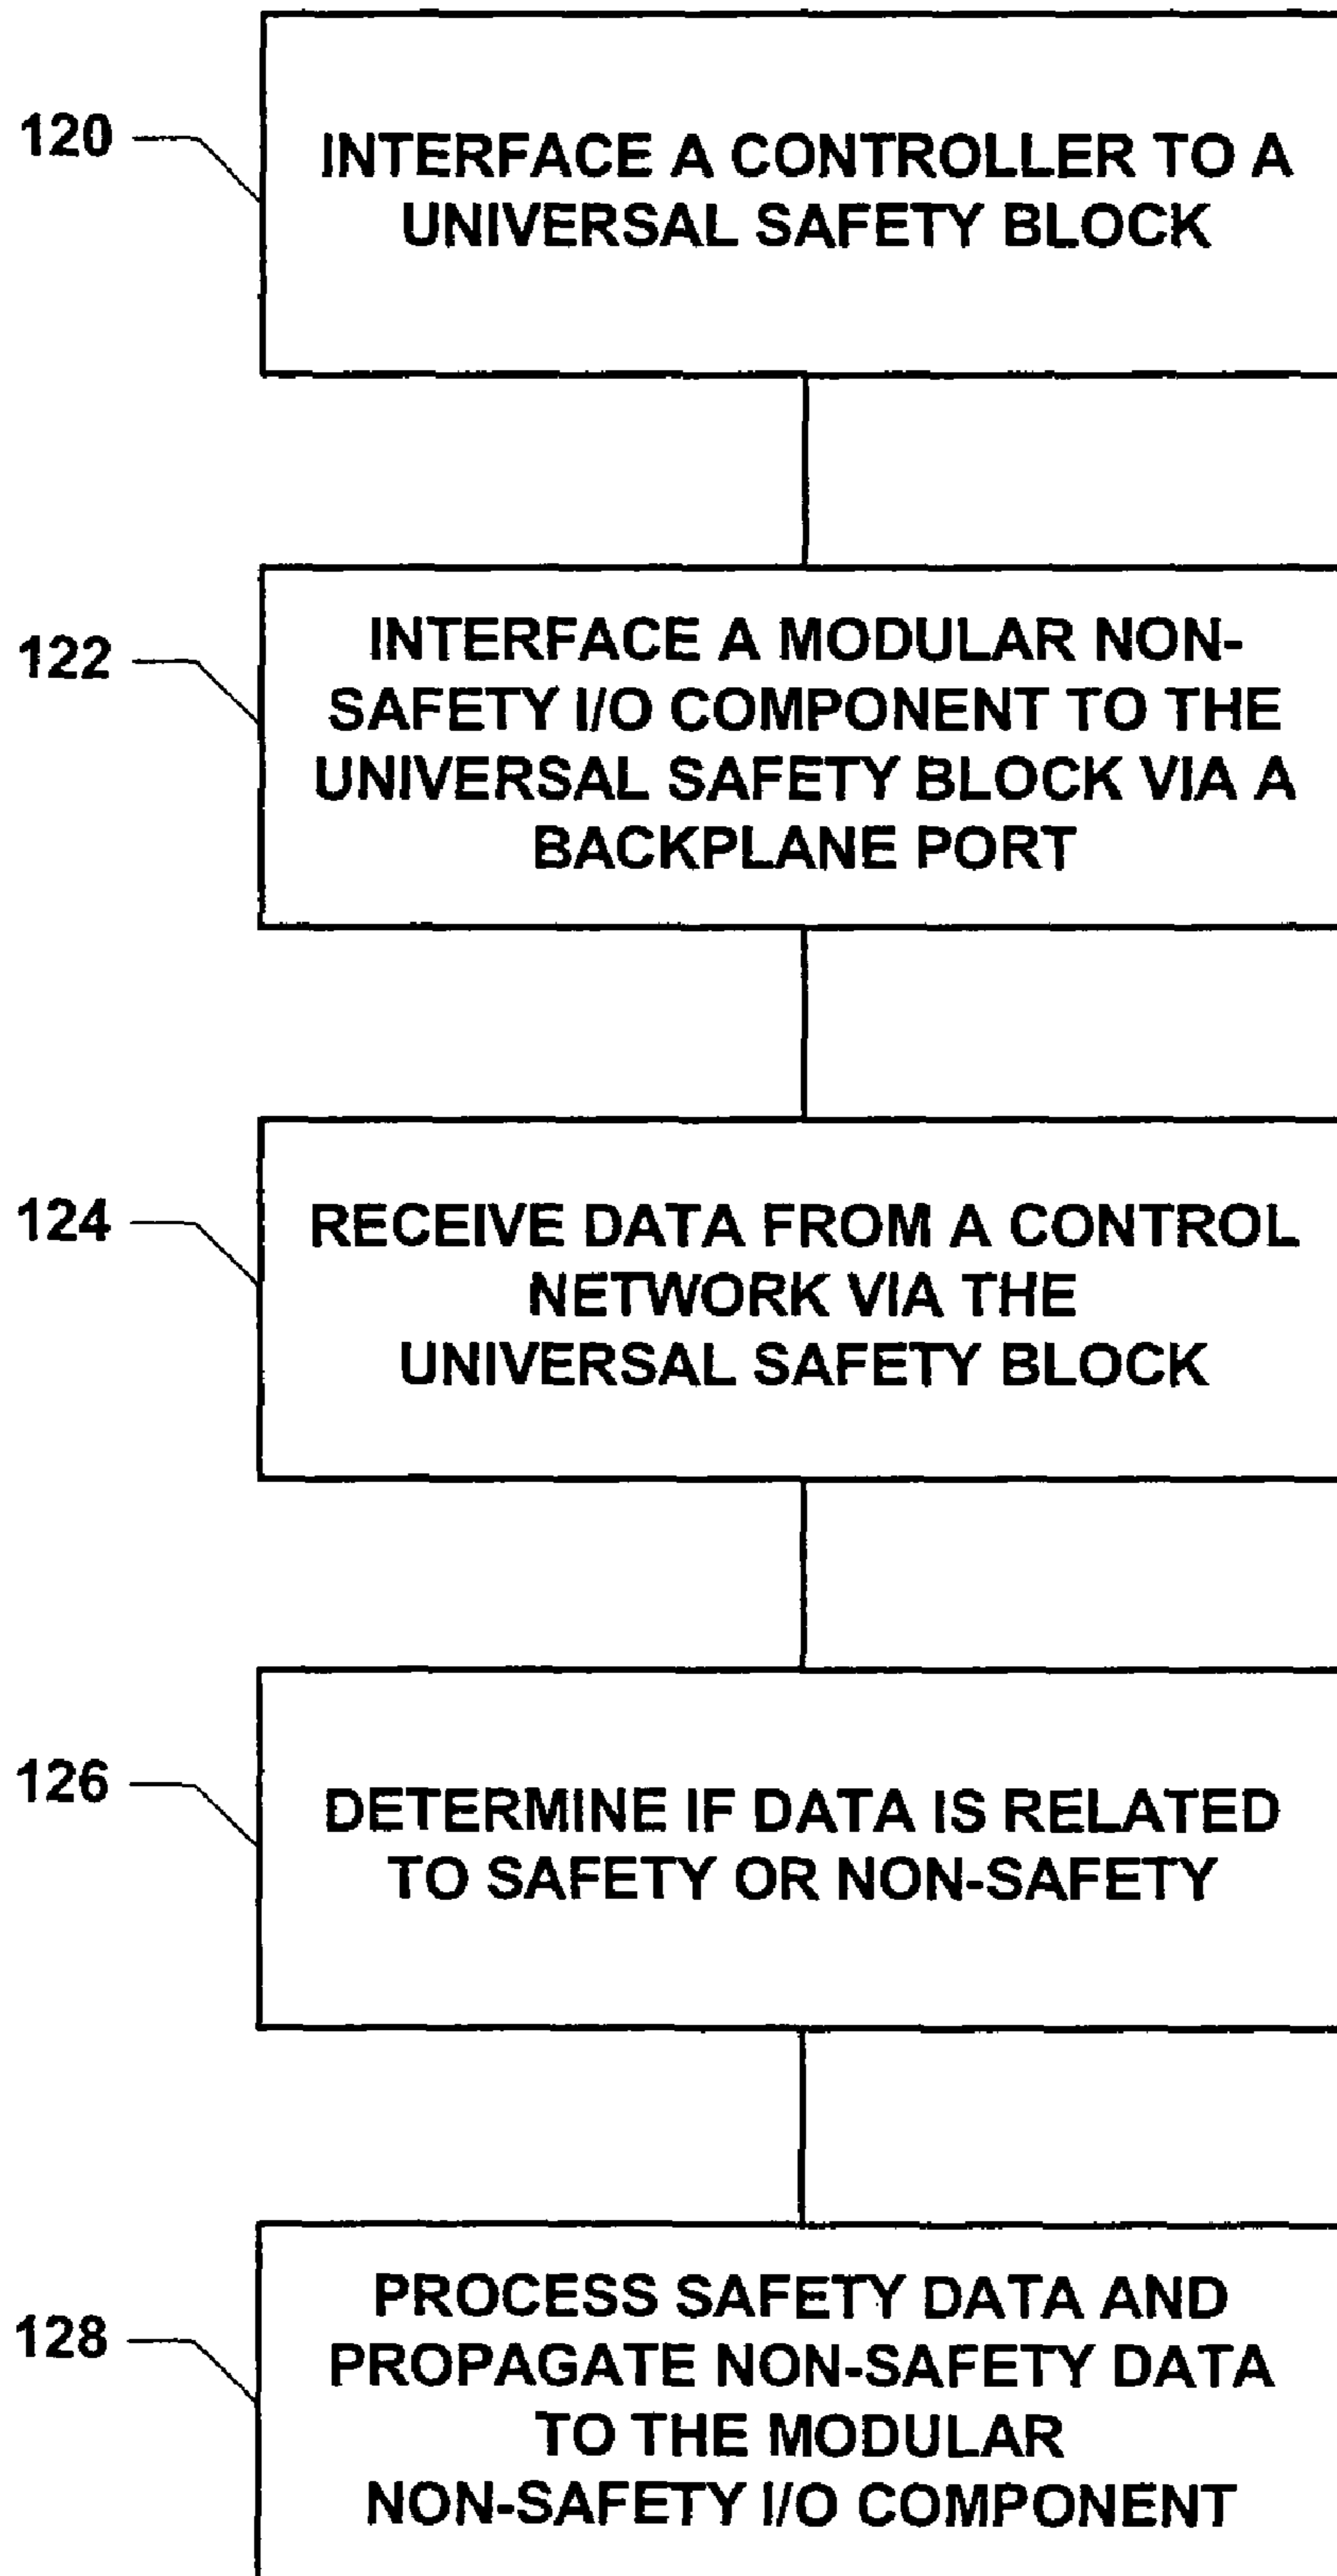 120
INTERFACE A CONTROLLER TO A
UNIVERSAL SAFETY BLOCK
122
INTERFACE A MODULAR NON-
SAFETY I/O COMPONENT TO THE
UNIVERSAL SAFETY BLOCK VIA A
BACKPLANE PORT
124
RECEIVE DATA FROM A CONTROL
NETWORK VIA THE
UNIVERSAL SAFETY BLOCK
126
DETERMINE IF DATA IS RELATED
TO SAFETY OR NON-SAFETY
128
PROCESS SAFETY DATA AND
PROPAGATE NON-SAFETY DATA
TO THE MODULAR
NON-SAFETY I/O COMPONENT